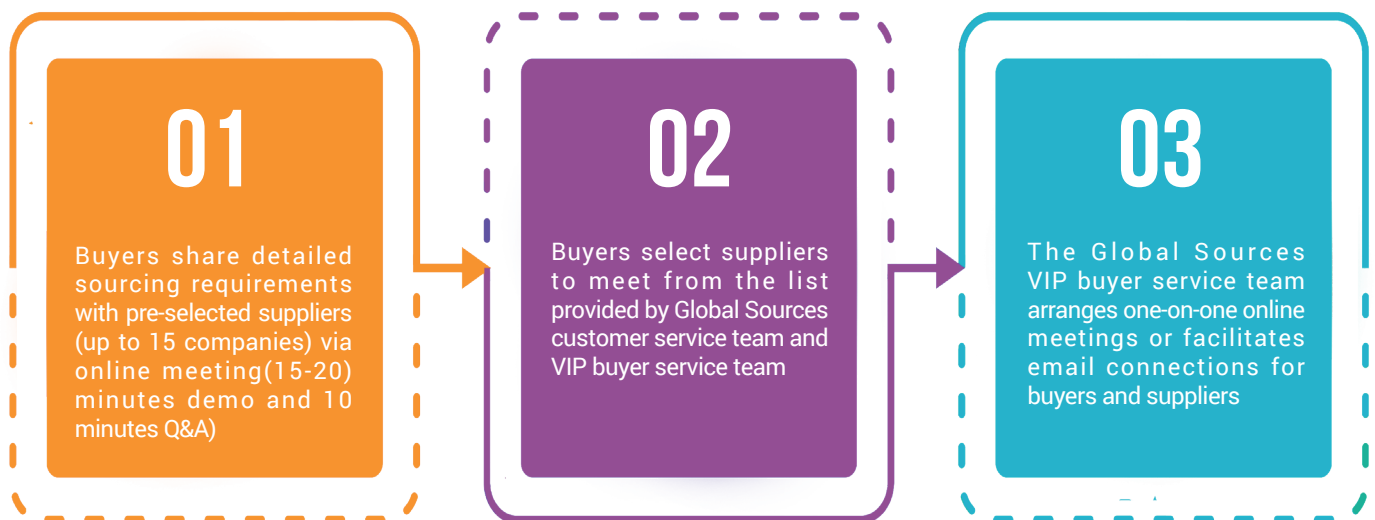 01
Buyers share detailed
sourcing requirements
with pre-selected suppliers
(up to 15 companies) via
online meeting(15-20)
minutes demo and 10
minutes Q&A)
02
Buyers select suppliers
to meet from the list
provided by Global Sources
customer service team and
VIP buyer service team
03
The Global Sources
VIP buyer service team
arranges one-on-one online
meetings or facilitates
email connections for
buyers and suppliers